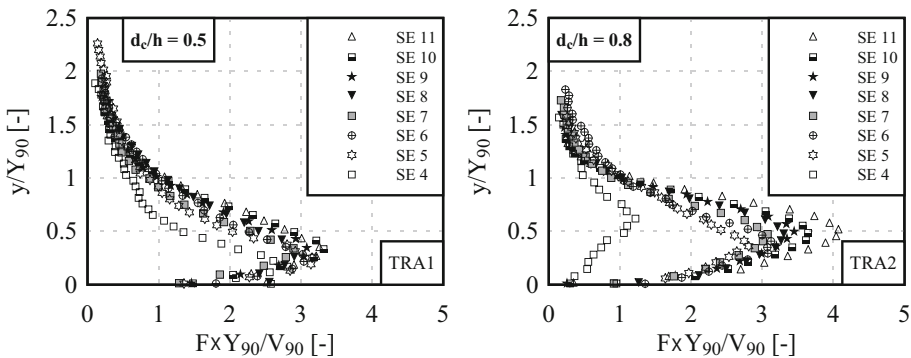 d_c/h = 0.5
SE 11
SE 10
SE 9
SE 8
SE 7
SE 6
SE 5
SE 4
TRA1
2.5
2
1.5
1
0.5
0
y/Y_90 [-]
0 1 2 3 4 5
F×Y_90/V_90 [-]
d_c/h = 0.8
SE 11
SE 10
SE 9
SE 8
SE 7
SE 6
SE 5
SE 4
TRA2
2.5
2
1.5
1
0.5
0
y/Y_90 [-]
0 1 2 3 4 5
F×Y_90/V_90 [-]